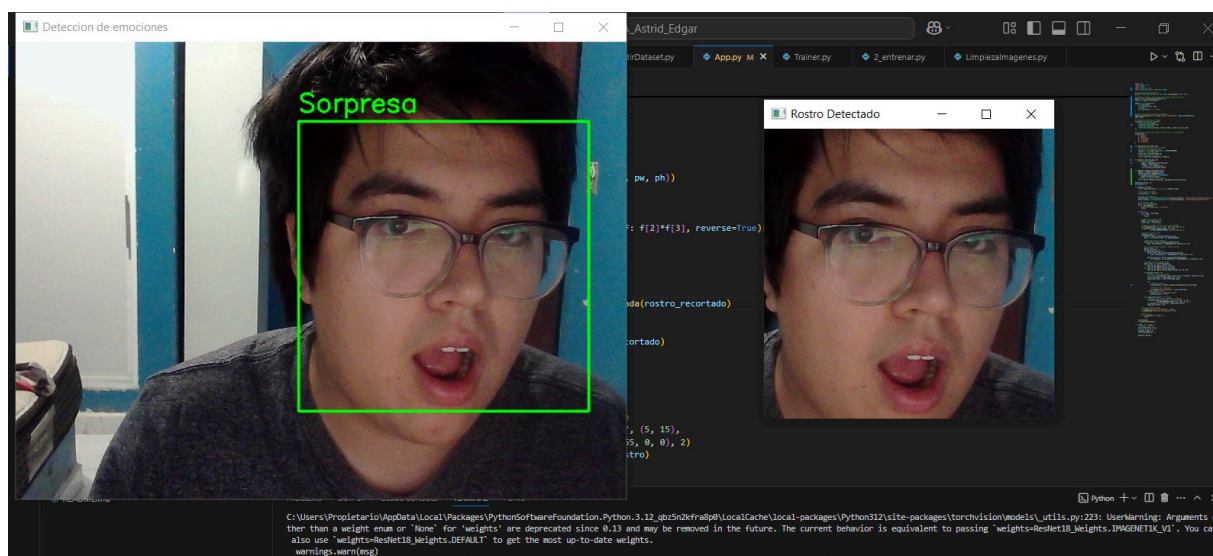 Deteccion de emociones
_Astrid_Edgar
dirDataset.py
App.py M
Trainer.py
2_entrenar.py
LimpiezaImagenes.py
Sorpresa
Rostro Detectado
, pw, ph))
f: f[2]*f[3], reverse=True)
ada(rostro_recortado)
cortado)
, (5, 15),
55, 0, 0), 2)
stro)
Python
C:\Users\Propietario\AppData\Local\Packages\PythonSoftwareFoundation.Python.3.12_qbz5n2kfra8p0\LocalCache\local-packages\Python312\site-packages\torchvision\models\_utils.py:223: UserWarning: Arguments
ther than a weight enum or `None` for 'weights' are deprecated since 0.13 and may be removed in the future. The current behavior is equivalent to passing `weights=ResNet18_Weights.IMAGENET1K_V1`. You ca
also use `weights=ResNet18_Weights.DEFAULT` to get the most up-to-date weights.
warnings.warn(msg)